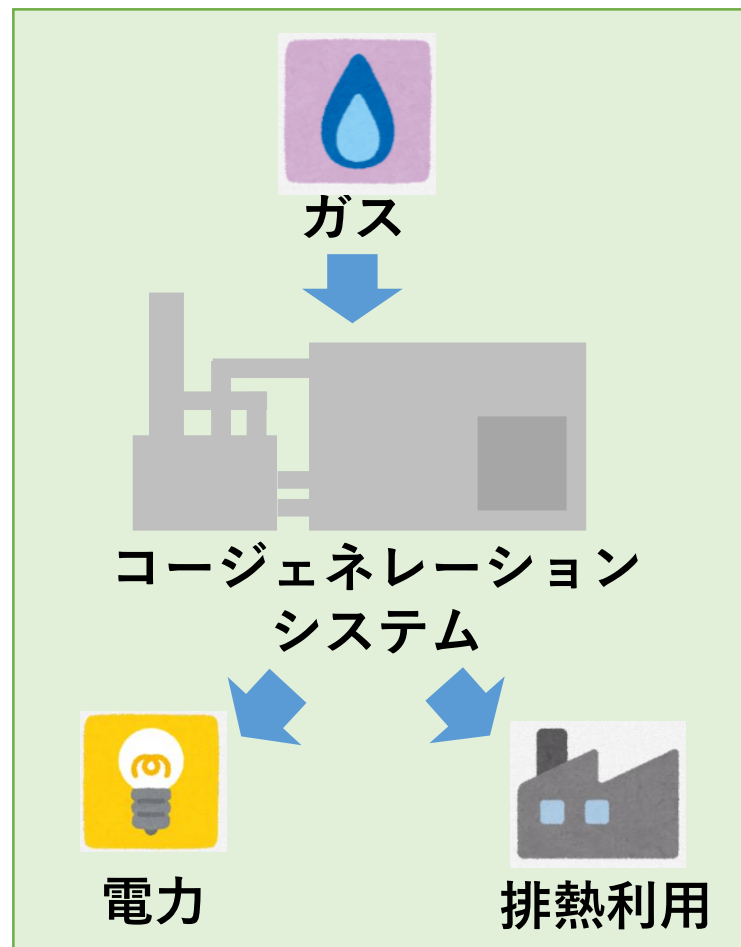 ガス
コージェネレーション
システム
電力
排熱利用